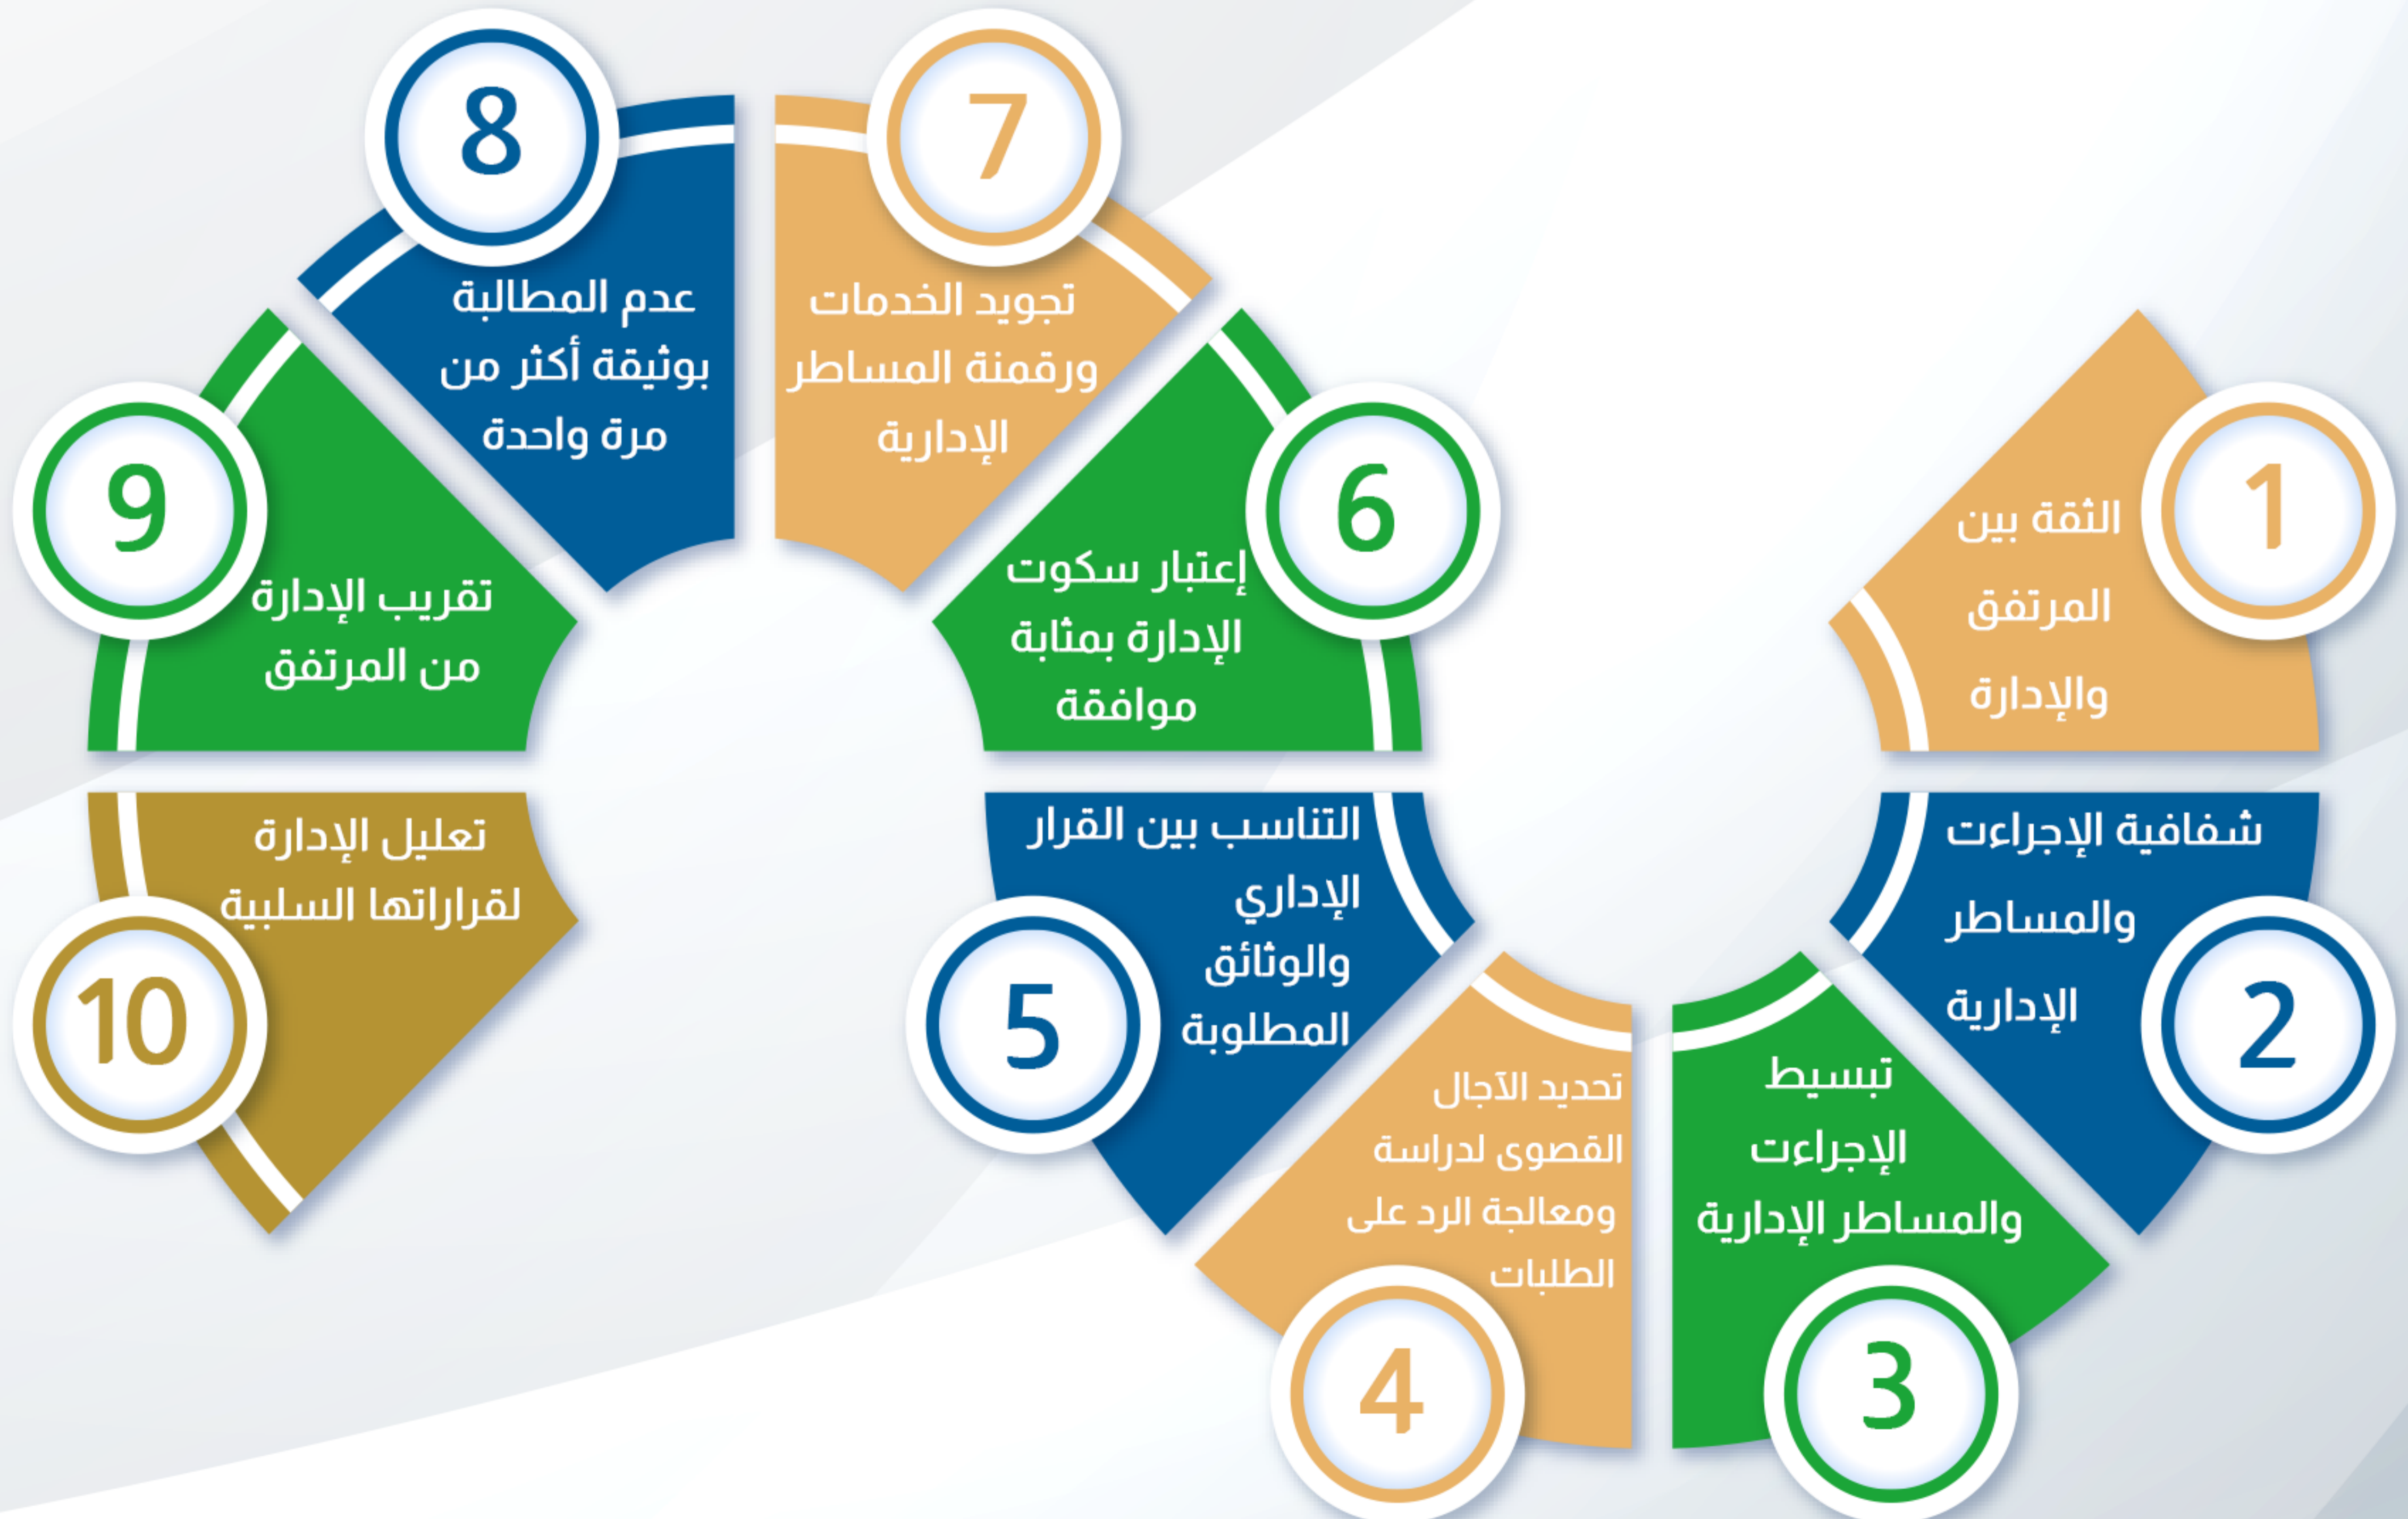 1
الثقة بين
المرتفق
والإدارة
2
شفافية الإجراءت
والمساطر
الإدارية
3
تبسيط
الإجراءت
والمساطر الإدارية
4
تحديد الآجال
القصوى لدراسة
ومعالجة الرد على
الطلبات
5
التناسب بين القرار
الإداري
والوثائق
المطلوبة
6
إعتبار سكوت
الإدارة بمثابة
موافقة
7
تجويد الخدمات
ورقمنة المساطر
الإدارية
8
عدم المطالبة
بوثيقة أكثر من
مرة واحدة
9
تقريب الإدارة
من المرتفق
10
تعليل الإدارة
لقراراتها السلبية